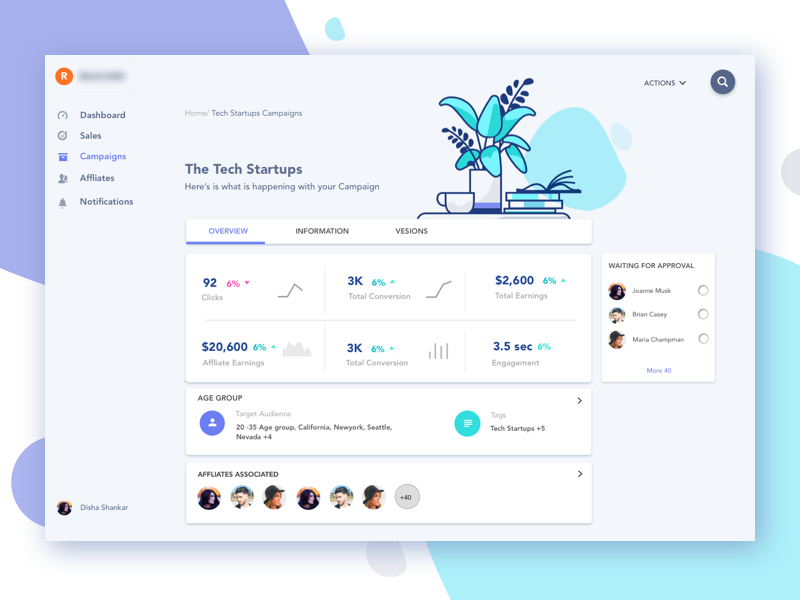 R
Dashboard
Sales
Campaigns
Affliates
Notifications
Disha Shankar
ACTIONS
Home/ Tech Startups Campaigns
The Tech Startups
Here's is what is happening with your Campaign
OVERVIEW INFORMATION VESIONS
92 6%
Clicks
3K 6%
Total Conversion
$2,600 6%
Total Earnings
$20,600 6%
Affliate Earnings
3K 6%
Total Conversion
3.5 sec 6%
Engagement
AGE GROUP
Target Audience
20 -35 Age group, California, Newyork, Seattle,
Nevada +4
Tags
Tech Startups +5
AFFLIATES ASSOCIATED
+40
WAITING FOR APPROVAL
Joanne Musk
Brian Casey
Maria Champman
More 40